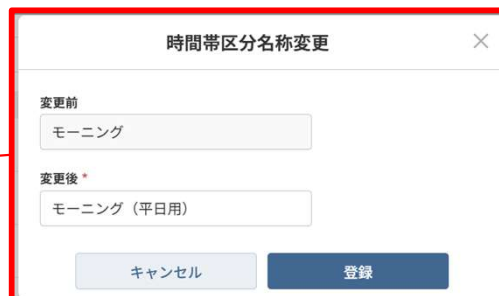 時間帯区分名称変更
変更前
モーニング
変更後 *
モーニング（平日用）
キャンセル 登録